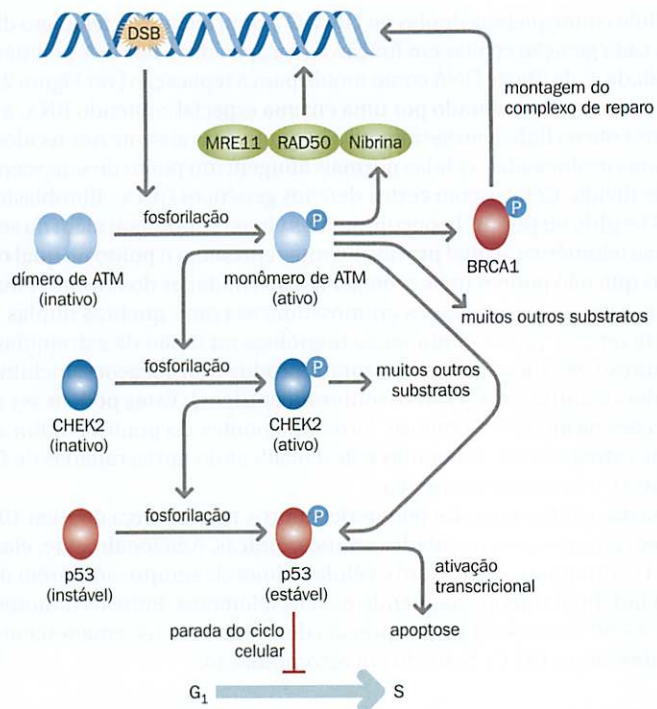 DSB
montagem do
complexo de reparo
MRE11
RAD50
Nibrina
fosforilação
P
P
BRCA1
dímero de ATM
(inativo)
monômero de ATM
(ativo)
muitos outros substratos
fosforilação
P
muitos outros
substratos
CHEK2
(inativo)
CHEK2
(ativo)
fosforilação
P
p53
(instável)
p53
(estável)
ativação
transcricional
parada do ciclo
celular
apoptose
G1
S